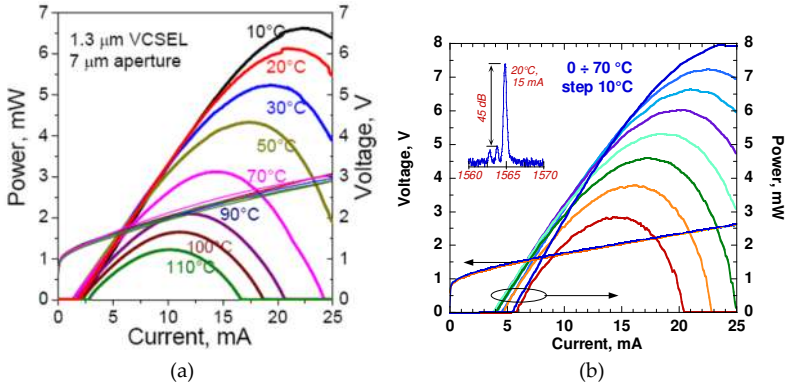 1.3 μm VCSEL
7 μm aperture
10°C
20°C
30°C
50°C
70°C
90°C
100°C
110°C
Power, mW
7
6
5
4
3
2
1
0
Voltage, V
7
6
5
4
3
2
1
0
0 5 10 15 20 25
Current, mA
(a)
0 ÷ 70 °C
step 10°C
20°C,
15 mA
45 dB
1560 1565 1570
Voltage, V
8
7
6
5
4
3
2
1
0
Power, mW
8
7
6
5
4
3
2
1
0
0 5 10 15 20 25
Current, mA
(b)